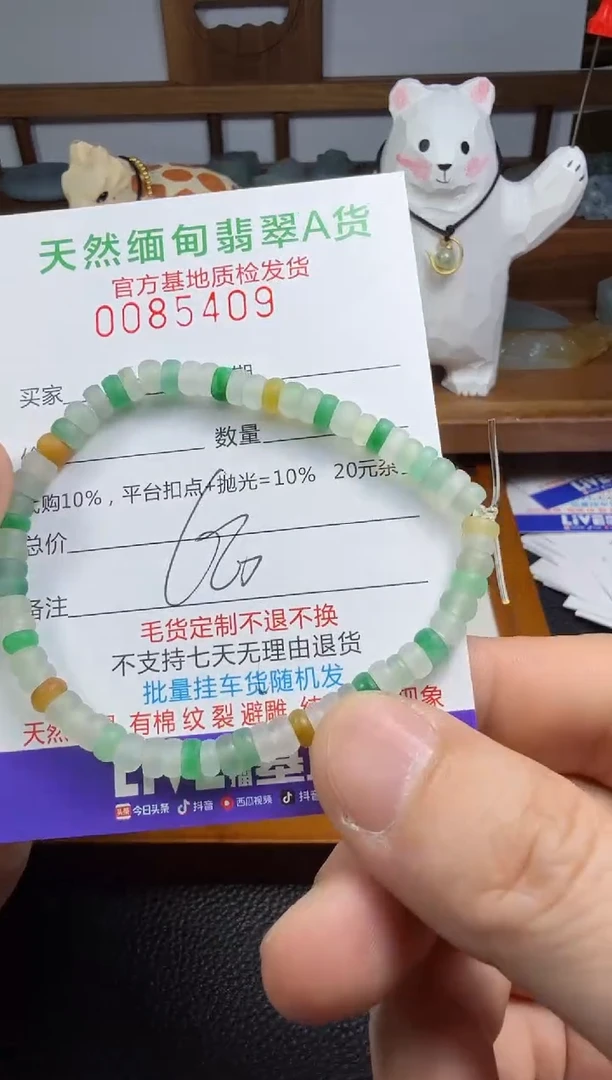 天然缅甸翡翠A货
官方基地质检发货
0085409
买家 期
数量
购10%，平台扣点+抛光=10% 20元杂
总价
备注
毛货定制不退不换
不支持七天无理由退货
批量挂车货随机发
天然 有棉纹裂避雕 现象
LIVE
今日头条 抖音 西瓜视频 抖音